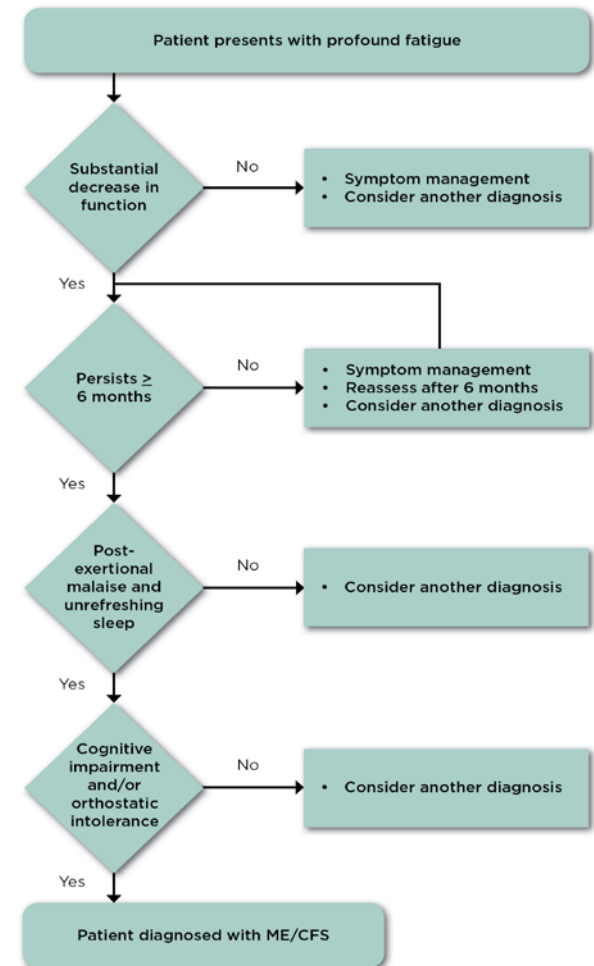 Patient presents with profound fatigue
Substantial
decrease in
function
No
• Symptom management
• Consider another diagnosis
Yes
Persists ≥
6 months
No
• Symptom management
• Reassess after 6 months
• Consider another diagnosis
Yes
Post-
exertional
malaise and
unrefreshing
sleep
No
• Consider another diagnosis
Yes
Cognitive
impairment
and/or
orthostatic
intolerance
No
• Consider another diagnosis
Yes
Patient diagnosed with ME/CFS